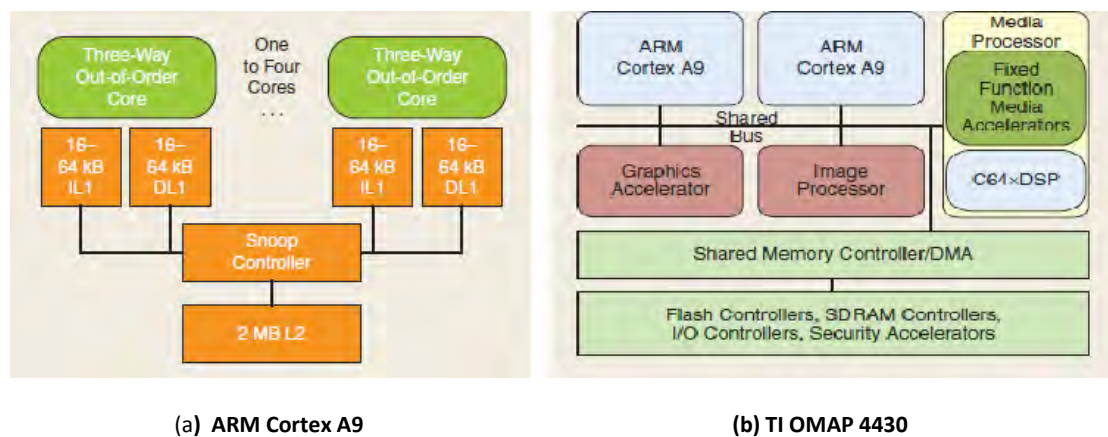 Three-Way
Out-of-Order
Core
One
to Four
Cores
...
Three-Way
Out-of-Order
Core
16–
64 kB
IL1
16–
64 kB
DL1
16–
64 kB
IL1
16–
64 kB
DL1
Snoop
Controller
2 MB L2
(a) ARM Cortex A9
ARM
Cortex A9
ARM
Cortex A9
Media
Processor
Fixed
Function
Media
Accelerators
C64×DSP
Shared
Bus
Graphics
Accelerator
Image
Processor
Shared Memory Controller/DMA
Flash Controllers, SDRAM Controllers,
I/O Controllers, Security Accelerators
(b) TI OMAP 4430